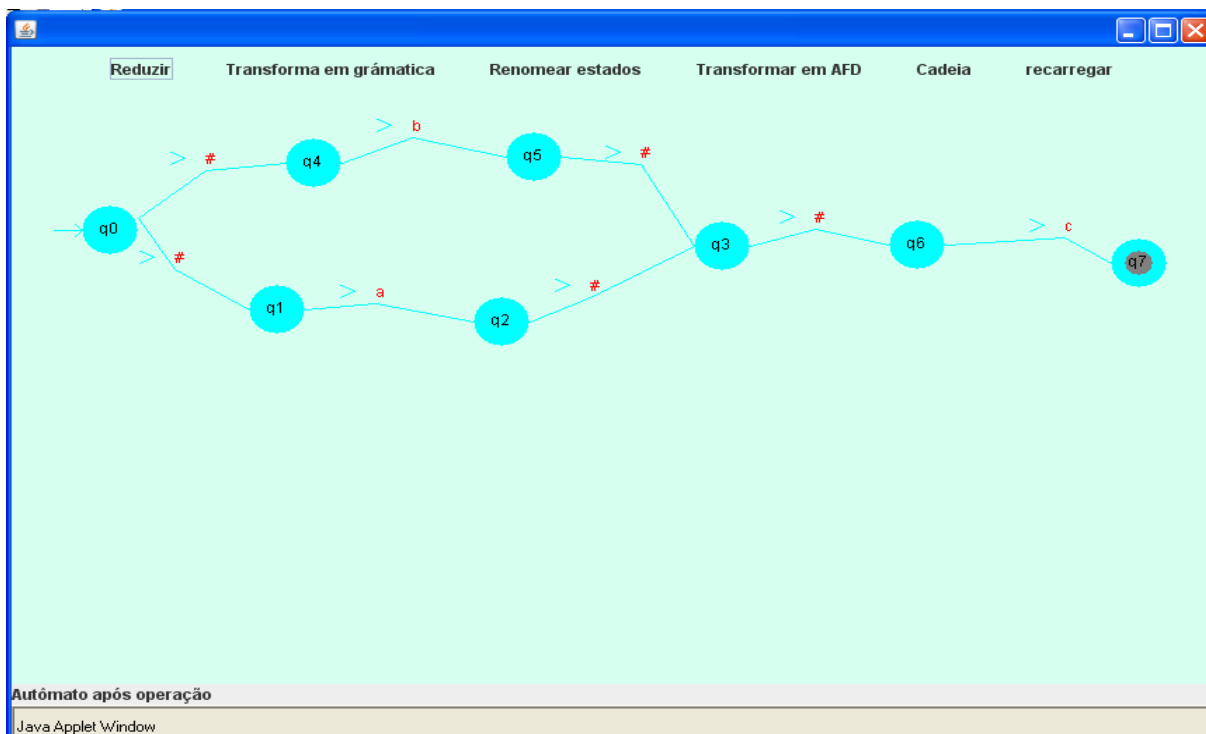 Reduzir Transforma em grámatica Renomear estados Transformar em AFD Cadeia recarregar
> b
> # q4 q5 > #
q0 q3 > # q6 > c
> # q7
q1 > a q2 > #
Autômato após operação
Java Applet Window